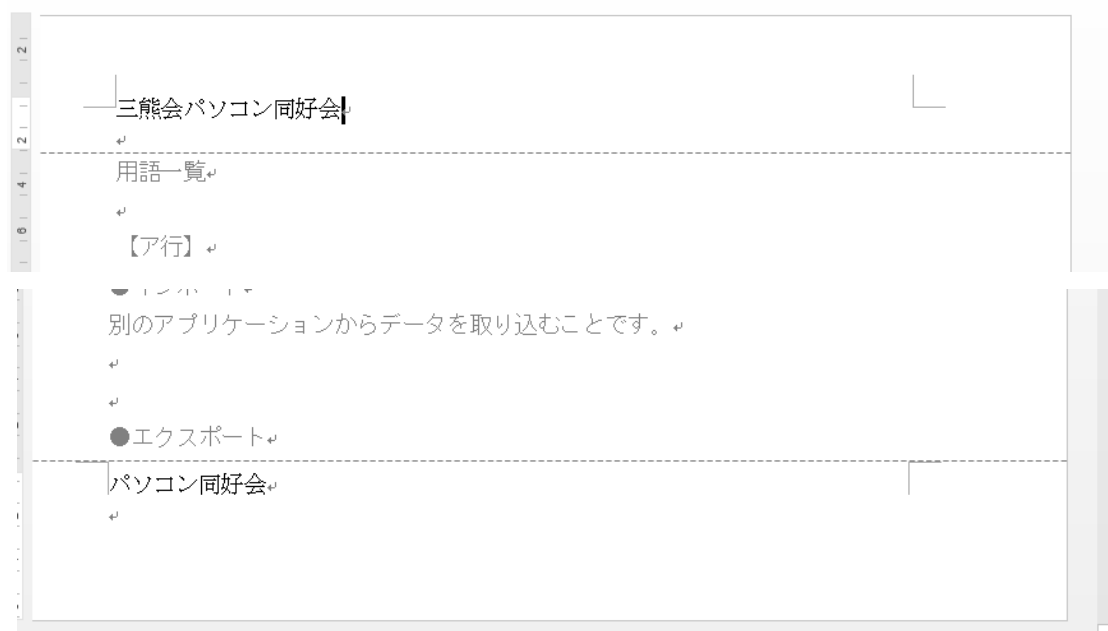 三熊会パソコン同好会
用語一覧
【ア行】
別のアプリケーションからデータを取り込むことです。
●エクスポート
パソコン同好会